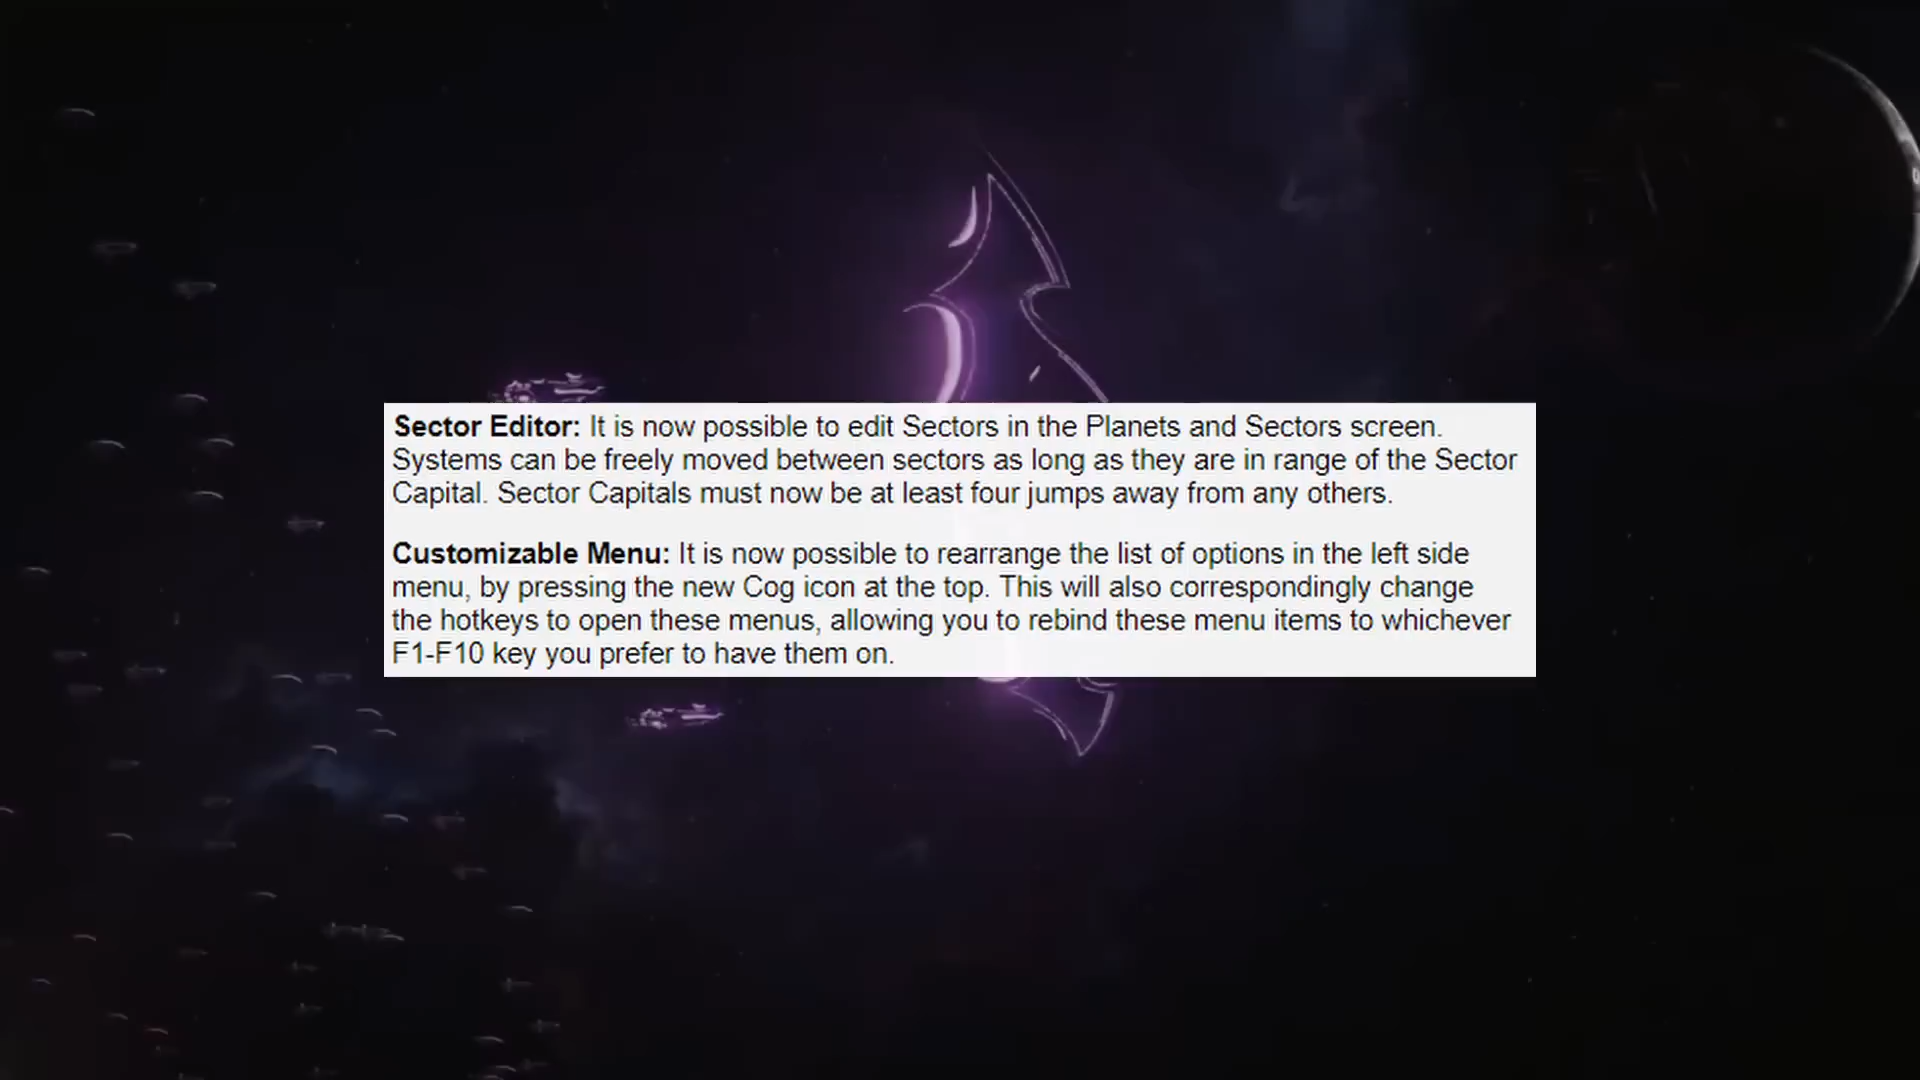 Sector Editor: It is now possible to edit Sectors in the Planets and Sectors screen.
Systems can be freely moved between sectors as long as they are in range of the Sector
Capital. Sector Capitals must now be at least four jumps away from any others.
Customizable Menu: It is now possible to rearrange the list of options in the left side
menu, by pressing the new Cog icon at the top. This will also correspondingly change
the hotkeys to open these menus, allowing you to rebind these menu items to whichever
F1-F10 key you prefer to have them on.